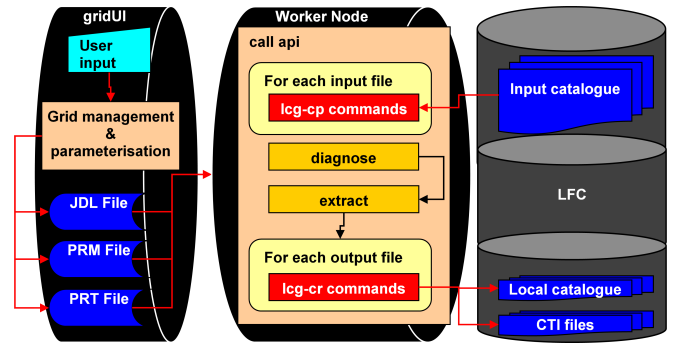 gridUI
User
input
Grid management
&
parameterisation
JDL File
PRM File
PRT File
Worker Node
call api
For each input file
lcg-cp commands
diagnose
extract
For each output file
lcg-cr commands
Input catalogue
LFC
Local catalogue
CTI files